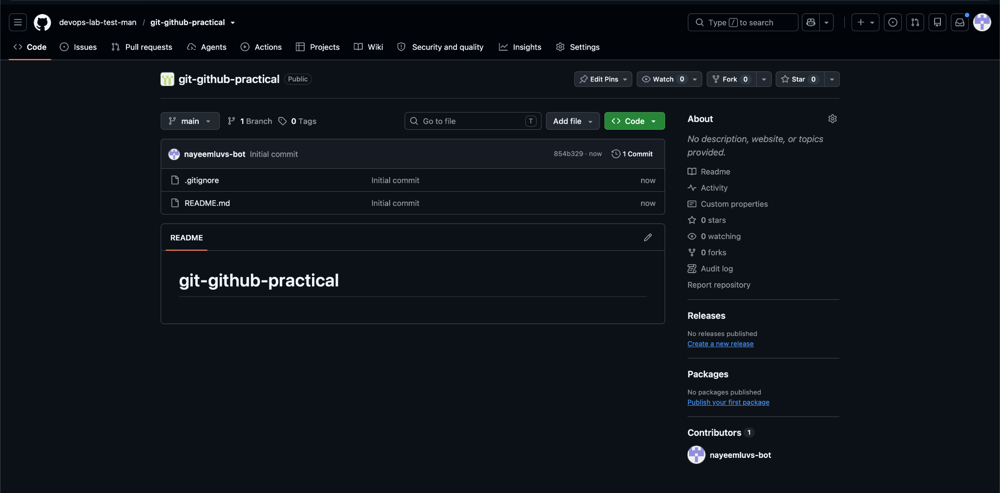 devops-lab-test-man / git-github-practical
Type / to search
Code Issues Pull requests Agents Actions Projects Wiki Security and quality Insights Settings
git-github-practical Public
Edit Pins Watch 0 Fork 0 Star 0
main 1 Branch 0 Tags Go to file T Add file Code
nayeemluvs-bot Initial commit 854b329 · now 1 Commit
.gitignore Initial commit now
README.md Initial commit now
README
git-github-practical
About
No description, website, or topics
provided.
Readme
Activity
Custom properties
0 stars
0 watching
0 forks
Audit log
Report repository
Releases
No releases published
Create a new release
Packages
No packages published
Publish your first package
Contributors 1
nayeemluvs-bot